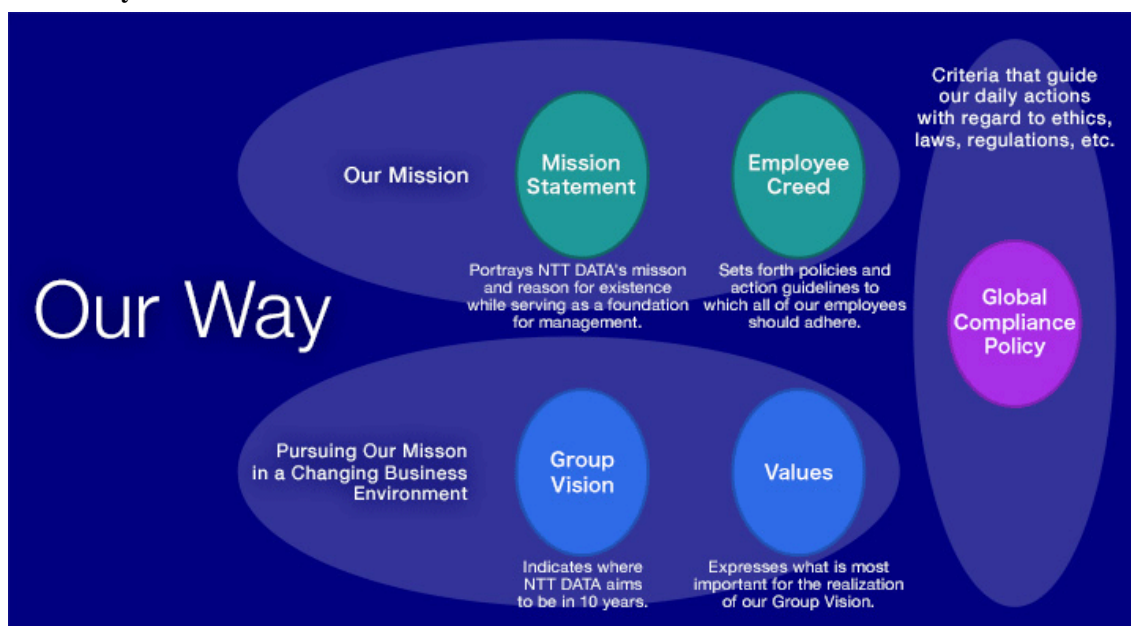 Our Way
Our Mission
Mission
Statement
Portrays NTT DATA's misson
and reason for existence
while serving as a foundation
for management.
Employee
Creed
Sets forth policies and
action guidelines to
which all of our employees
should adhere.
Pursuing Our Misson
in a Changing Business
Environment
Group
Vision
Indicates where
NTT DATA aims
to be in 10 years.
Values
Expresses what is most
important for the realization
of our Group Vision.
Criteria that guide
our daily actions
with regard to ethics,
laws, regulations, etc.
Global
Compliance
Policy